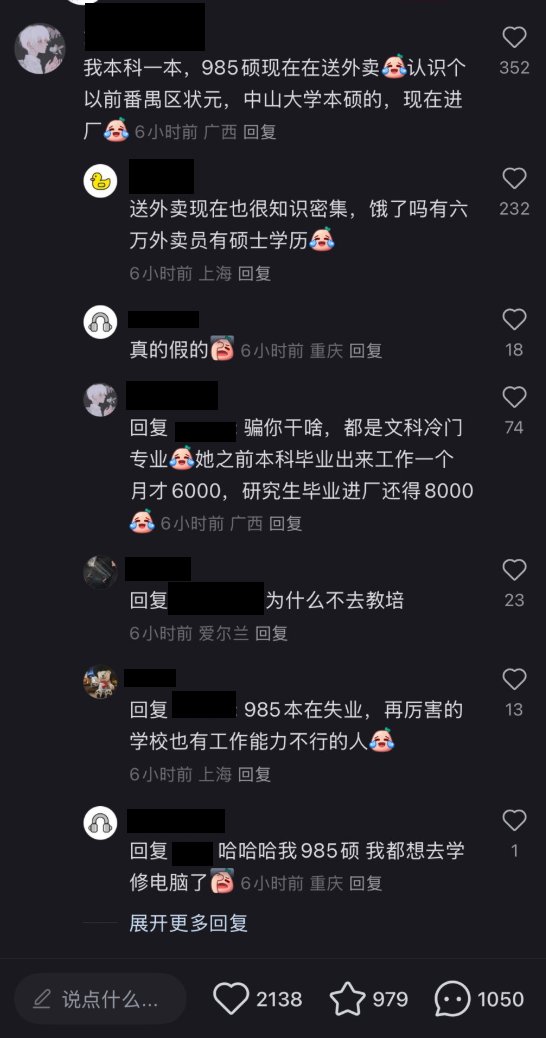 我本科一本，985硕现在在送外卖认识个
352
以前番禺区状元，中山大学本硕的，现在进
厂 6小时前 广西 回复
送外卖现在也很知识密集，饿了吗有六
232
万外卖员有硕士学历
6小时前 上海 回复
真的假的 6小时前 重庆 回复
18
回复 : 骗你干啥，都是文科冷门
74
专业她之前本科毕业出来工作一个
月才6000，研究生毕业进厂还得8000
6小时前 广西 回复
回复 为什么不去教培
23
6小时前 爱尔兰 回复
回复 : 985本在失业，再厉害的
13
学校也有工作能力不行的人
6小时前 上海 回复
回复 哈哈哈我985硕 我都想去学
1
修电脑了 6小时前 重庆 回复
展开更多回复
说点什么... 2138 979 1050